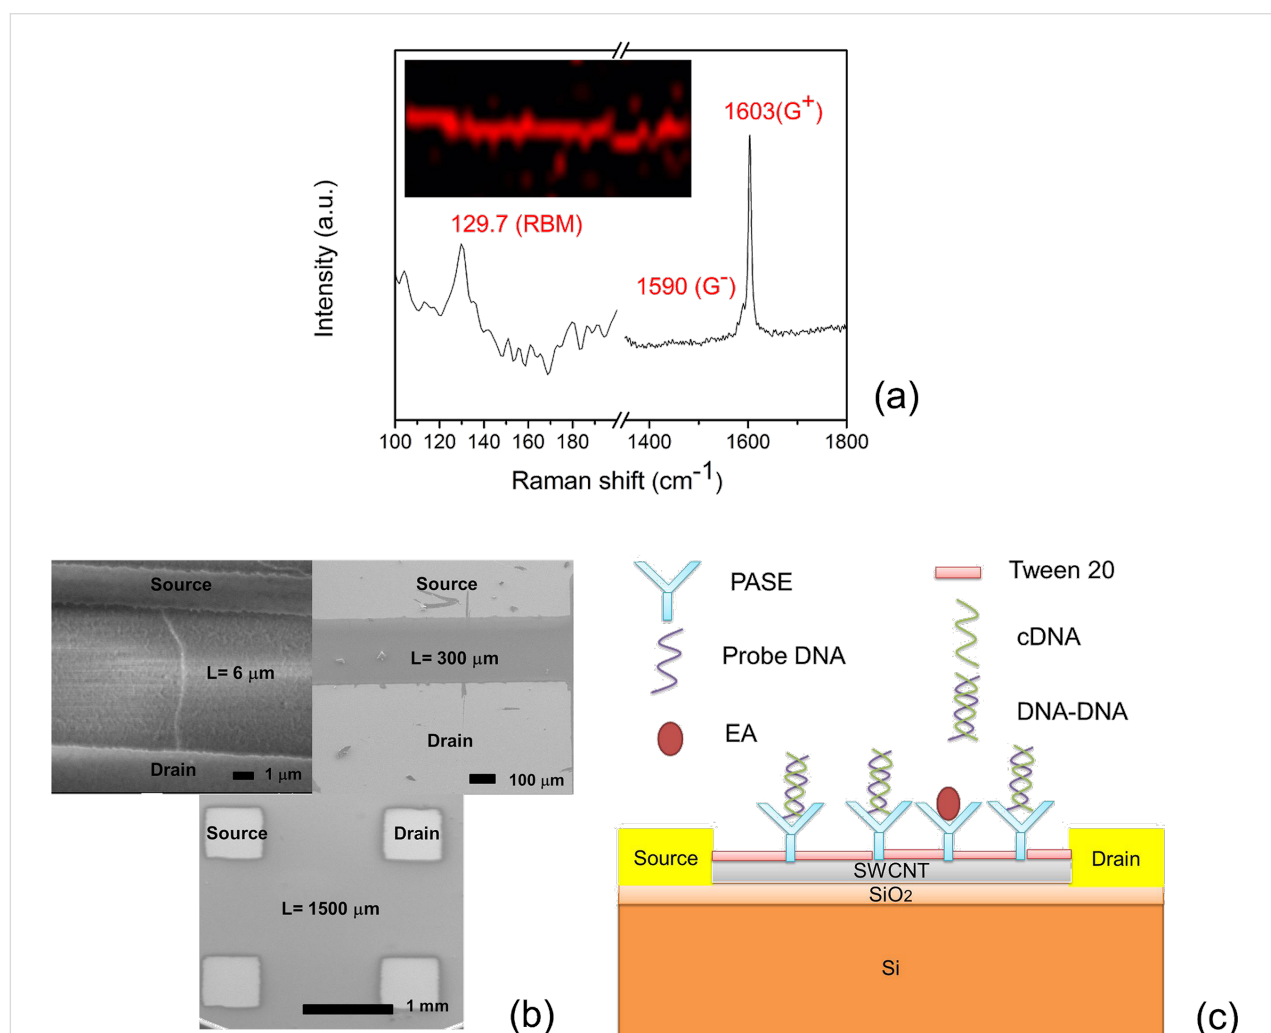 1603(G+)
129.7 (RBM)
1590 (G-)
Intensity (a.u.)
(a)
100 120 140 160 180 1400 1600 1800
Raman shift (cm-1)
Source
L= 6 μm
Drain
1 μm
Source
L= 300 μm
Drain
100 μm
Source Drain
L= 1500 μm
1 mm
(b)
PASE
Tween 20
Probe DNA
cDNA
EA
DNA-DNA
Source
Drain
SWCNT
SiO2
Si
(c)